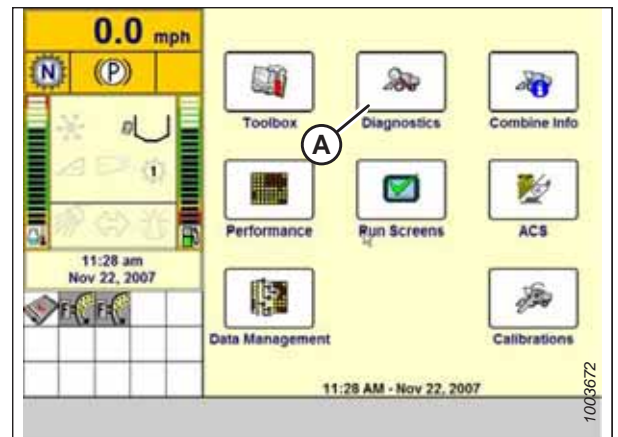 0.0 mph
N
P
1
11:28 am
Nov 22, 2007
F
F
Toolbox
Diagnostics
Combine Info
A
Performance
Run Screens
ACS
Data Management
Calibrations
11:28 AM - Nov 22, 2007
1003672